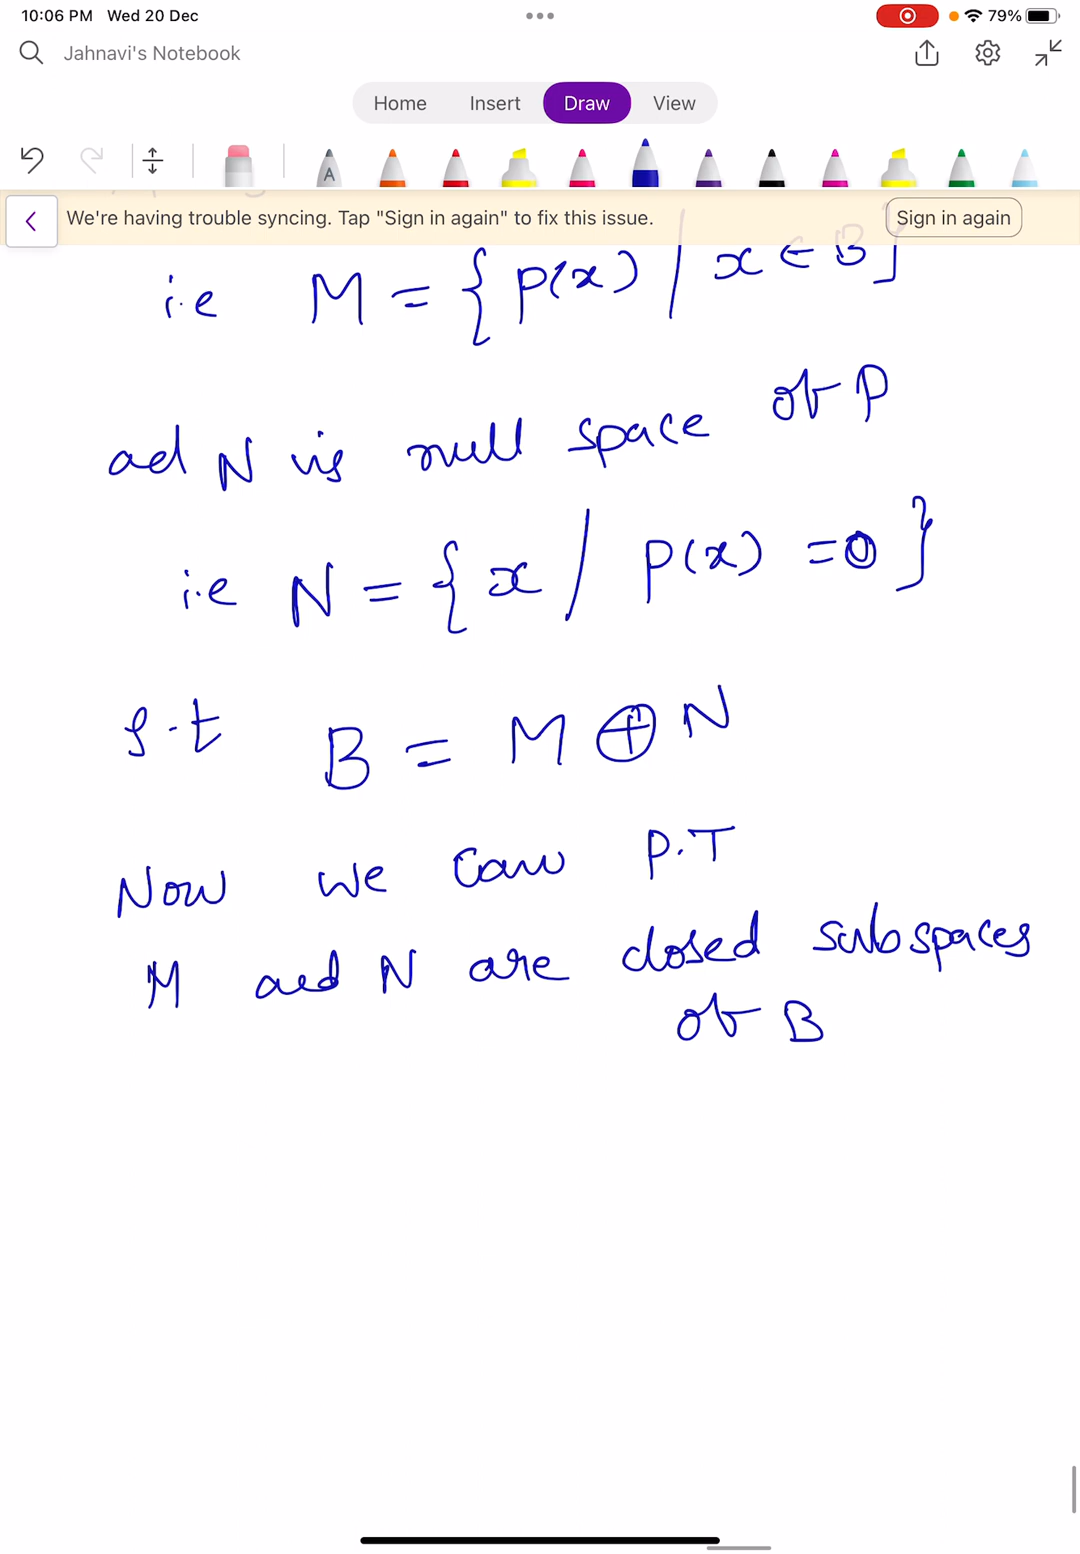 10:06 PM Wed 20 Dec
79%
Jahnavi's Notebook
Home Insert Draw View
A
We're having trouble syncing. Tap "Sign in again" to fix this issue. Sign in again
i.e M = { P(x) / x ∈ B }
ad N is null space of P
i.e N = { x / P(x) = 0 }
s.t B = M ⊕ N
Now we can P.T
M and N are closed subspaces
of B